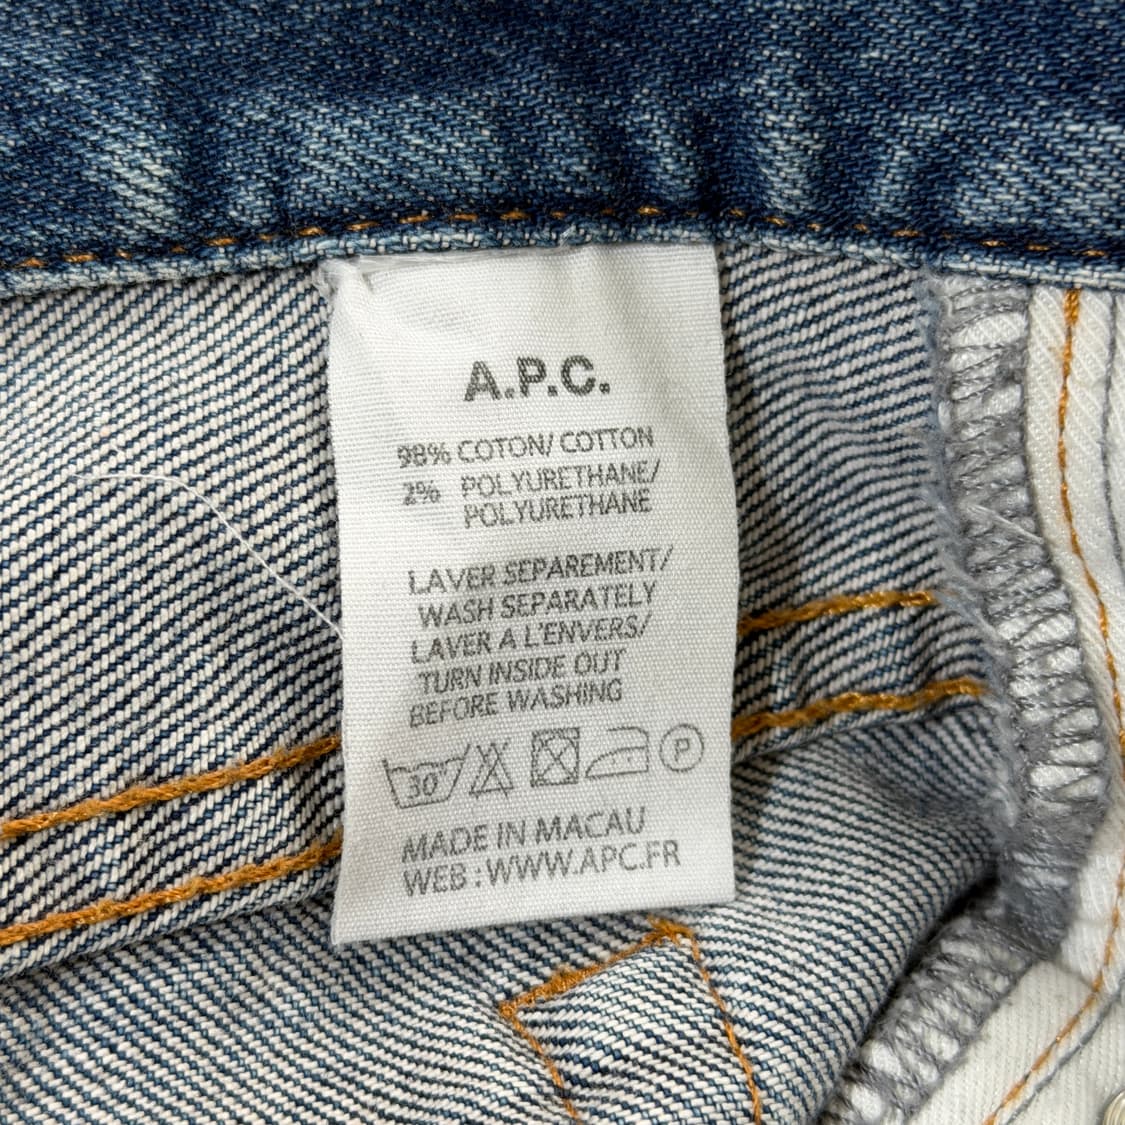 A.P.C.
98% COTON/ COTTON
2% POLYURETHANE/
POLYURETHANE
LAVER SEPAREMENT/
WASH SEPARATELY
LAVER A L'ENVERS/
TURN INSIDE OUT
BEFORE WASHING
30° P
MADE IN MACAU
WEB : WWW.APC.FR